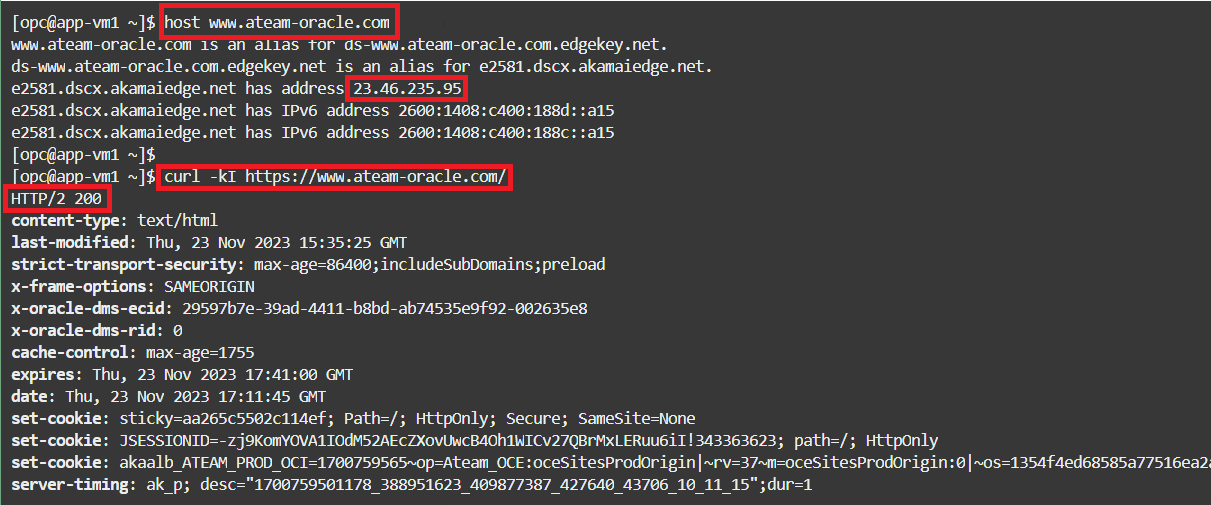 [opc@app-vm1 ~]$ host www.ateam-oracle.com
www.ateam-oracle.com is an alias for ds-www.ateam-oracle.com.edgekey.net.
ds-www.ateam-oracle.com.edgekey.net is an alias for e2581.dscx.akamaiedge.net.
e2581.dscx.akamaiedge.net has address 23.46.235.95
e2581.dscx.akamaiedge.net has IPv6 address 2600:1408:c400:188d::a15
e2581.dscx.akamaiedge.net has IPv6 address 2600:1408:c400:188c::a15
[opc@app-vm1 ~]$
[opc@app-vm1 ~]$ curl -kI https://www.ateam-oracle.com/
HTTP/2 200
content-type: text/html
last-modified: Thu, 23 Nov 2023 15:35:25 GMT
strict-transport-security: max-age=86400;includeSubDomains;preload
x-frame-options: SAMEORIGIN
x-oracle-dms-ecid: 29597b7e-39ad-4411-b8bd-ab74535e9f92-002635e8
x-oracle-dms-rid: 0
cache-control: max-age=1755
expires: Thu, 23 Nov 2023 17:41:00 GMT
date: Thu, 23 Nov 2023 17:11:45 GMT
set-cookie: sticky=aa265c5502c114ef; Path=/; HttpOnly; Secure; SameSite=None
set-cookie: JSESSIONID=-zj9KomYOVA1IOdM52AEcZXovUwcB4Oh1WICv27QBrMxLERuu6iI!343363623; path=/; HttpOnly
set-cookie: akaalb_ATEAM_PROD_OCI=1700759565~op=Ateam_OCE:oceSitesProdOrigin|~rv=37~m=oceSitesProdOrigin:0|~os=1354f4ed68585a77516ea2a
server-timing: ak_p; desc="1700759501178_388951623_409877387_427640_43706_10_11_15";dur=1